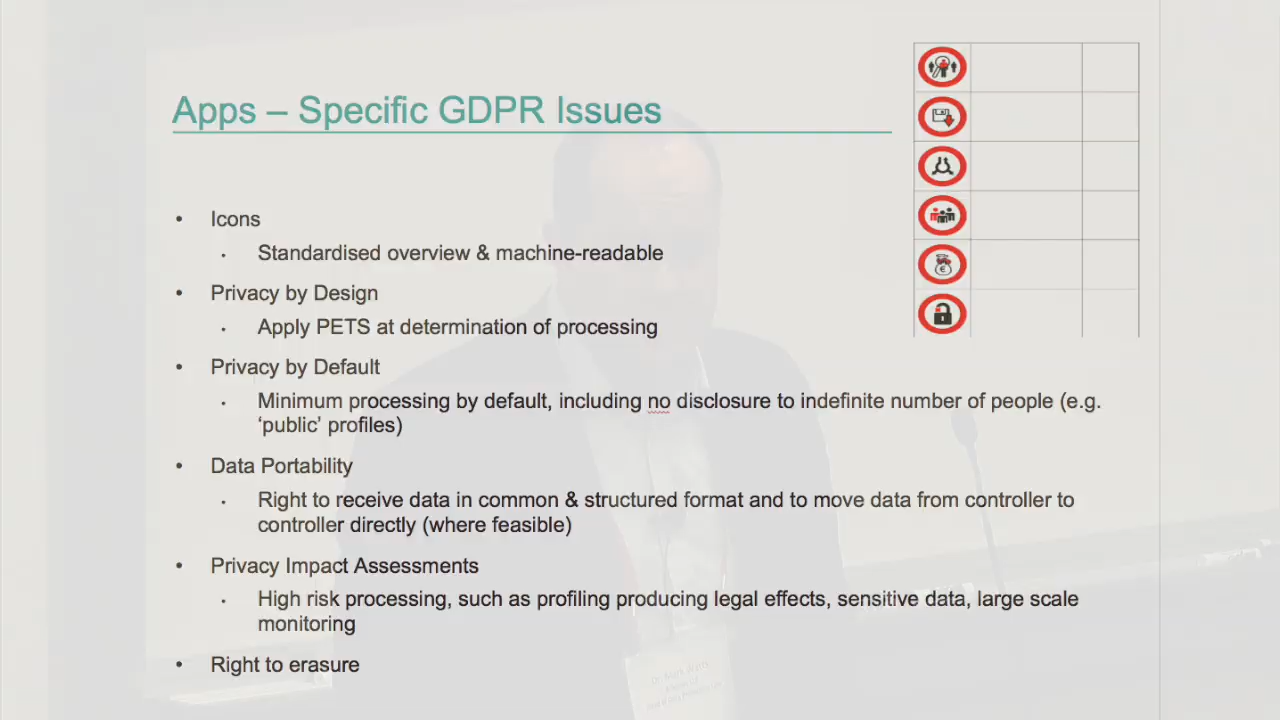 Apps – Specific GDPR Issues
• Icons
• Standardised overview & machine-readable
• Privacy by Design
• Apply PETS at determination of processing
• Privacy by Default
• Minimum processing by default, including no disclosure to indefinite number of people (e.g.
‘public’ profiles)
• Data Portability
• Right to receive data in common & structured format and to move data from controller to
controller directly (where feasible)
• Privacy Impact Assessments
• High risk processing, such as profiling producing legal effects, sensitive data, large scale
monitoring
• Right to erasure